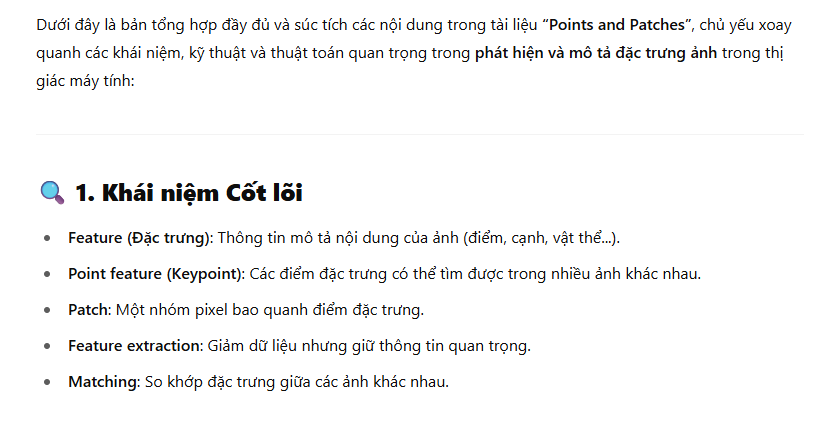 Dưới đây là bản tổng hợp đầy đủ và súc tích các nội dung trong tài liệu “Points and Patches”, chủ yếu xoay
quanh các khái niệm, kỹ thuật và thuật toán quan trọng trong phát hiện và mô tả đặc trưng ảnh trong thị
giác máy tính:
🔍 1. Khái niệm Cốt lõi
• Feature (Đặc trưng): Thông tin mô tả nội dung của ảnh (điểm, cạnh, vật thể...).
• Point feature (Keypoint): Các điểm đặc trưng có thể tìm được trong nhiều ảnh khác nhau.
• Patch: Một nhóm pixel bao quanh điểm đặc trưng.
• Feature extraction: Giảm dữ liệu nhưng giữ thông tin quan trọng.
• Matching: So khớp đặc trưng giữa các ảnh khác nhau.